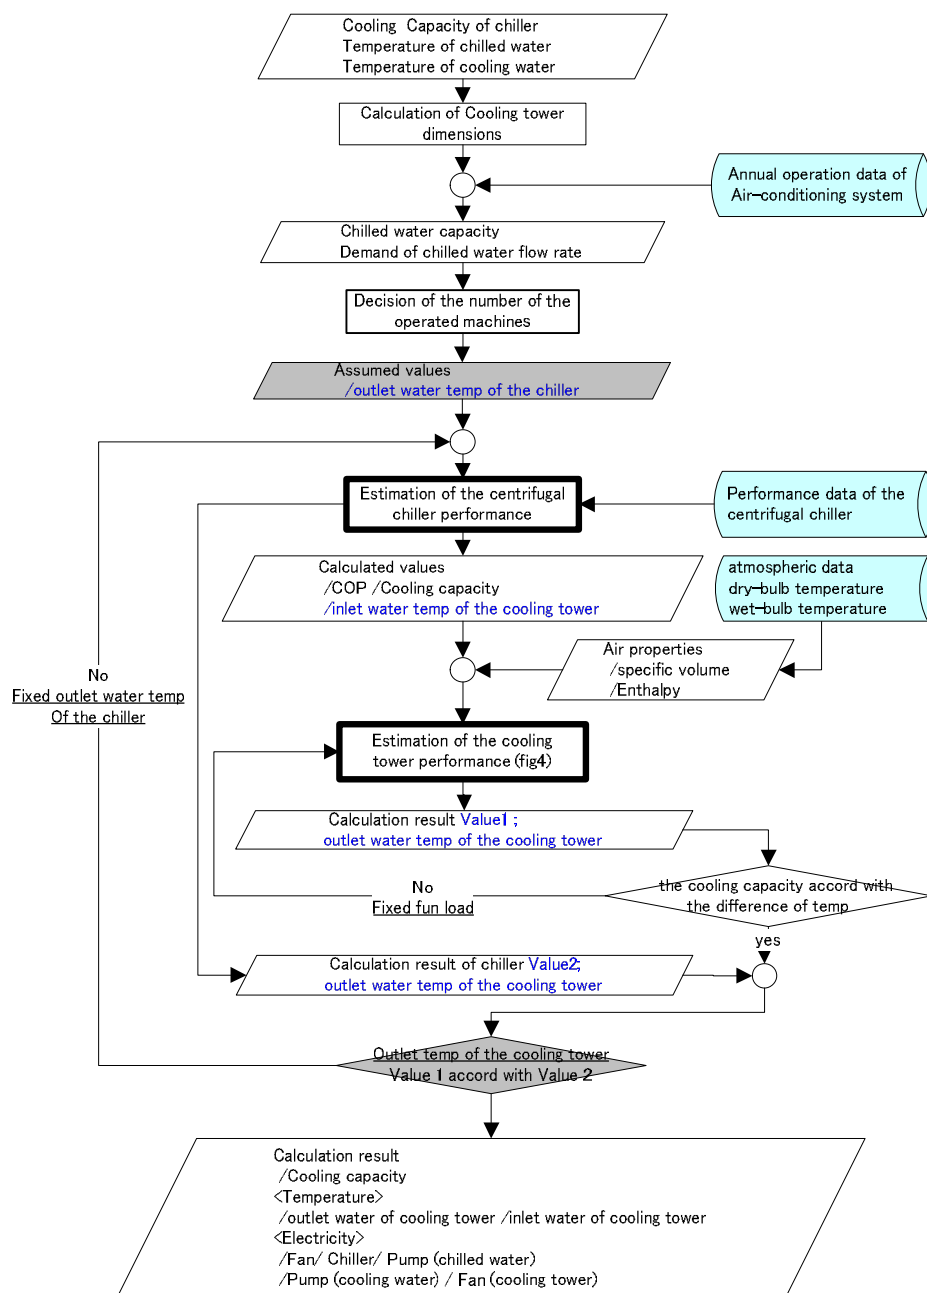 Cooling Capacity of chiller
Temperature of chilled water
Temperature of cooling water
Calculation of Cooling tower
dimensions
Annual operation data of
Air-conditioning system
Chilled water capacity
Demand of chilled water flow rate
Decision of the number of the
operated machines
Assumed values
/outlet water temp of the chiller
Estimation of the centrifugal
chiller performance
Performance data of the
centrifugal chiller
Calculated values
/COP /Cooling capacity
/inlet water temp of the cooling tower
atmospheric data
dry-bulb temperature
wet-bulb temperature
Air properties
/specific volume
/Enthalpy
No
Fixed outlet water temp
Of the chiller
Estimation of the cooling
tower performance (fig4)
Calculation result Value1 ;
outlet water temp of the cooling tower
the cooling capacity accord with
the difference of temp
No
Fixed fun load
yes
Calculation result of chiller Value2;
outlet water temp of the cooling tower
Outlet temp of the cooling tower
Value 1 accord with Value 2
Calculation result
/Cooling capacity
<Temperature>
/outlet water of cooling tower /inlet water of cooling tower
<Electricity>
/Fan/ Chiller/ Pump (chilled water)
/Pump (cooling water) / Fan (cooling tower)